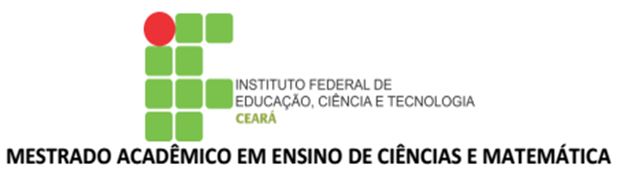 INSTITUTO FEDERAL DE
EDUCAÇÃO, CIÊNCIA E TECNOLOGIA
CEARÁ
MESTRADO ACADÊMICO EM ENSINO DE CIÊNCIAS E MATEMÁTICA